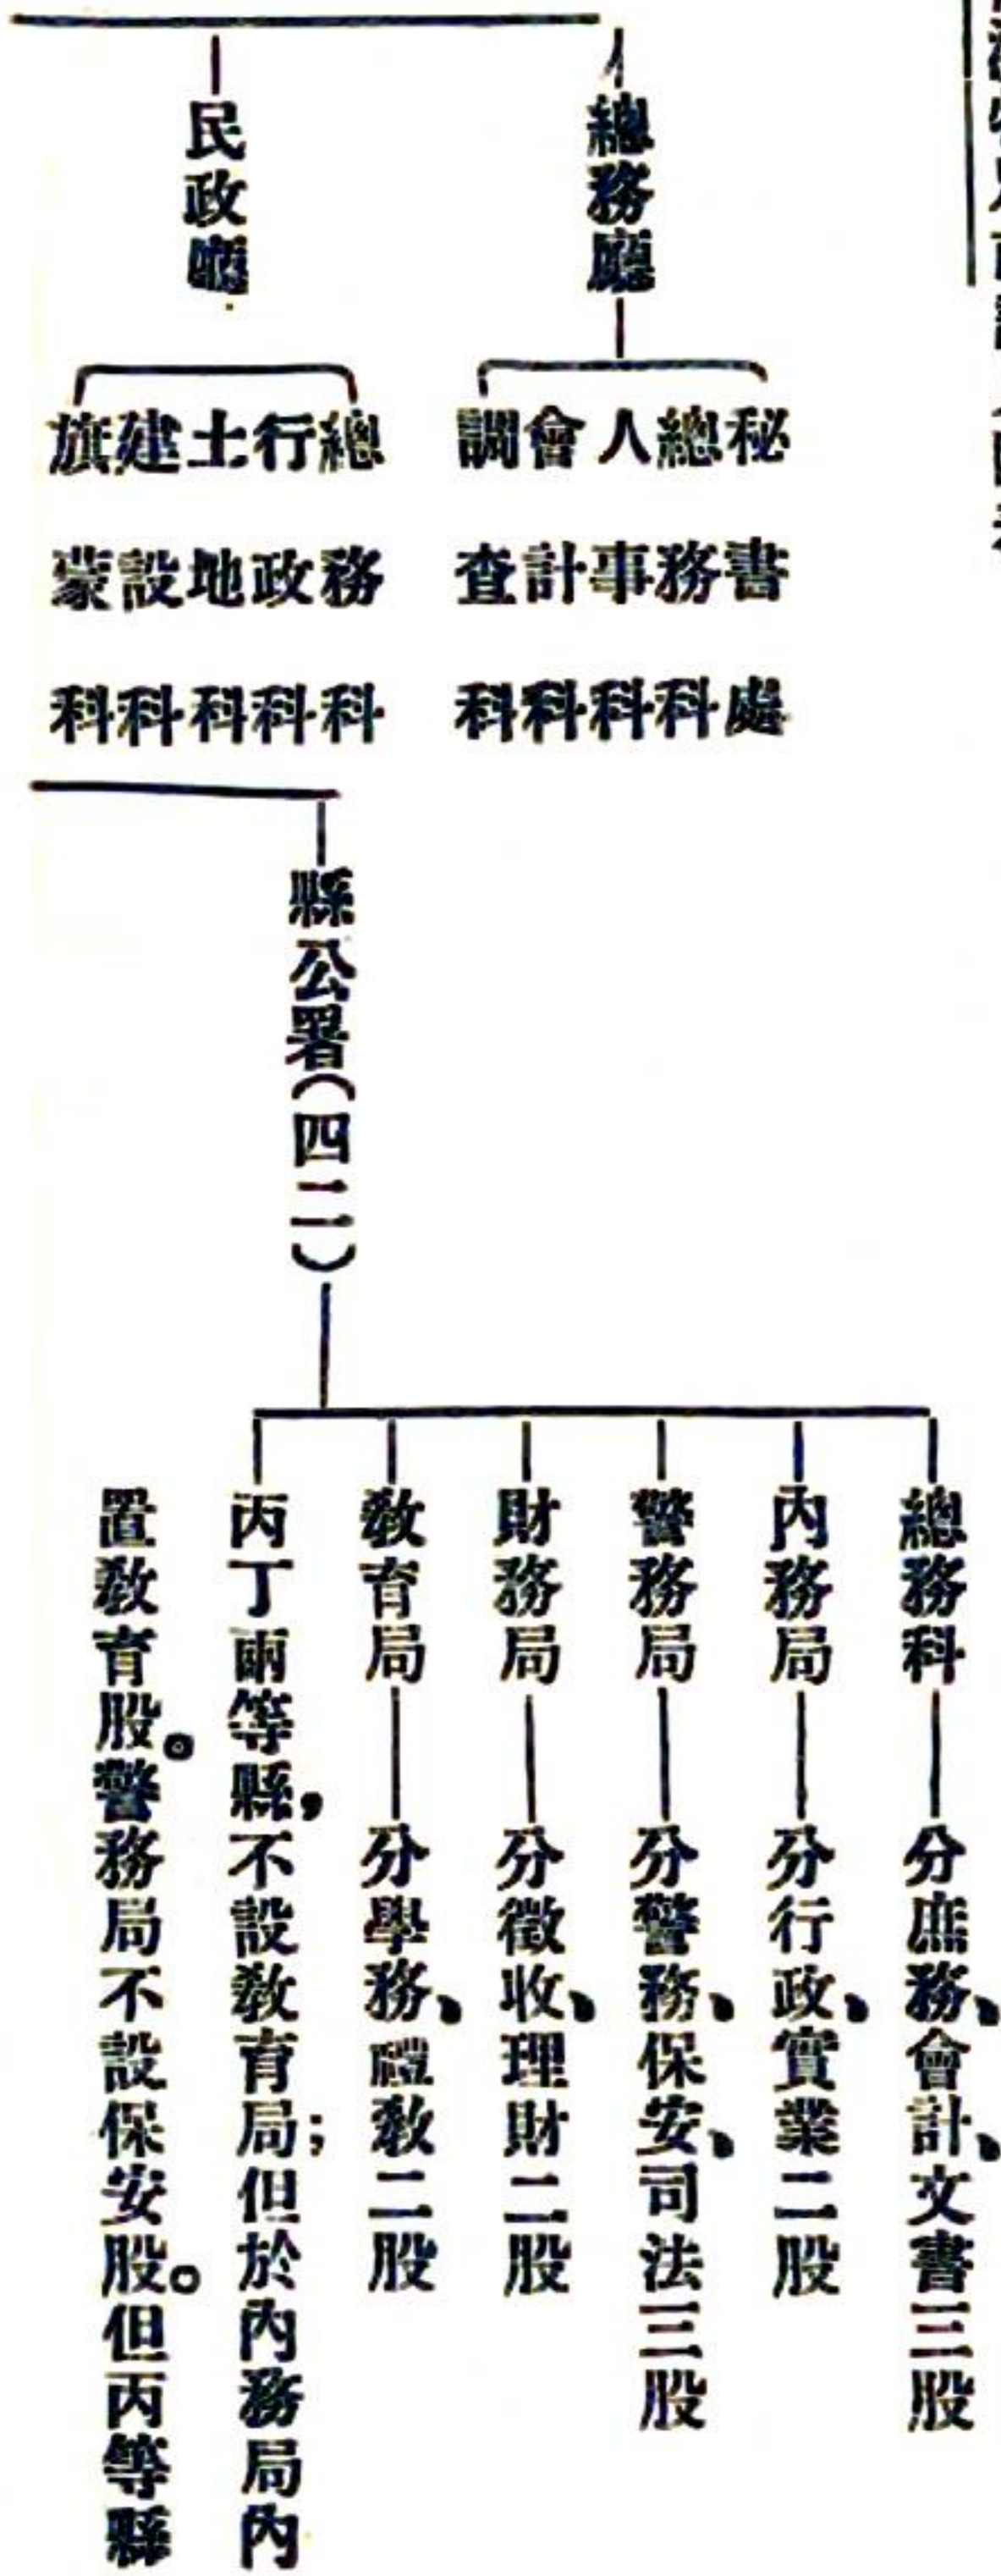 總務廳
秘書處
總務科
人事科
會計科
調查科
民政廳
總務科
行政科
土地科
建設科
旗蒙科
縣公署(四二)
總務科
分庶務、會計、文書三股
內務局
分行政、實業二股
警務局
分警務、保安、司法三股
財務局
分徵收、理財二股
教育局
分學務、禮教二股
丙丁兩等縣，不設教育局；但於內務局內
置教育股。警務局不設保安股。但丙等縣